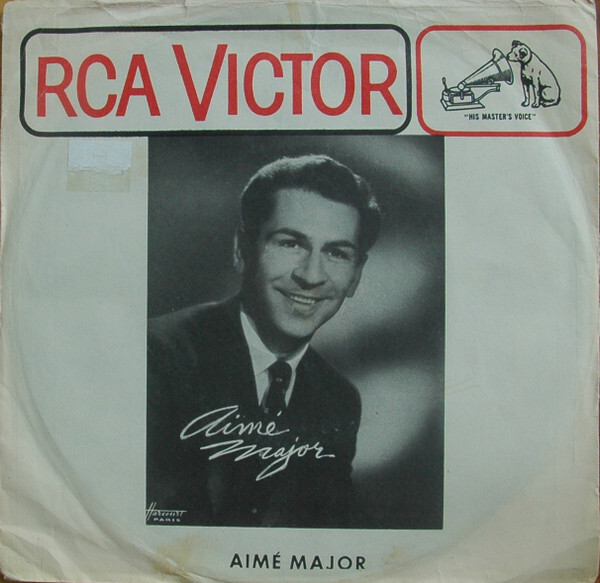 RCA VICTOR
"HIS MASTER'S VOICE"
Aimé
Major
Harcourt
PARIS
AIMÉ MAJOR